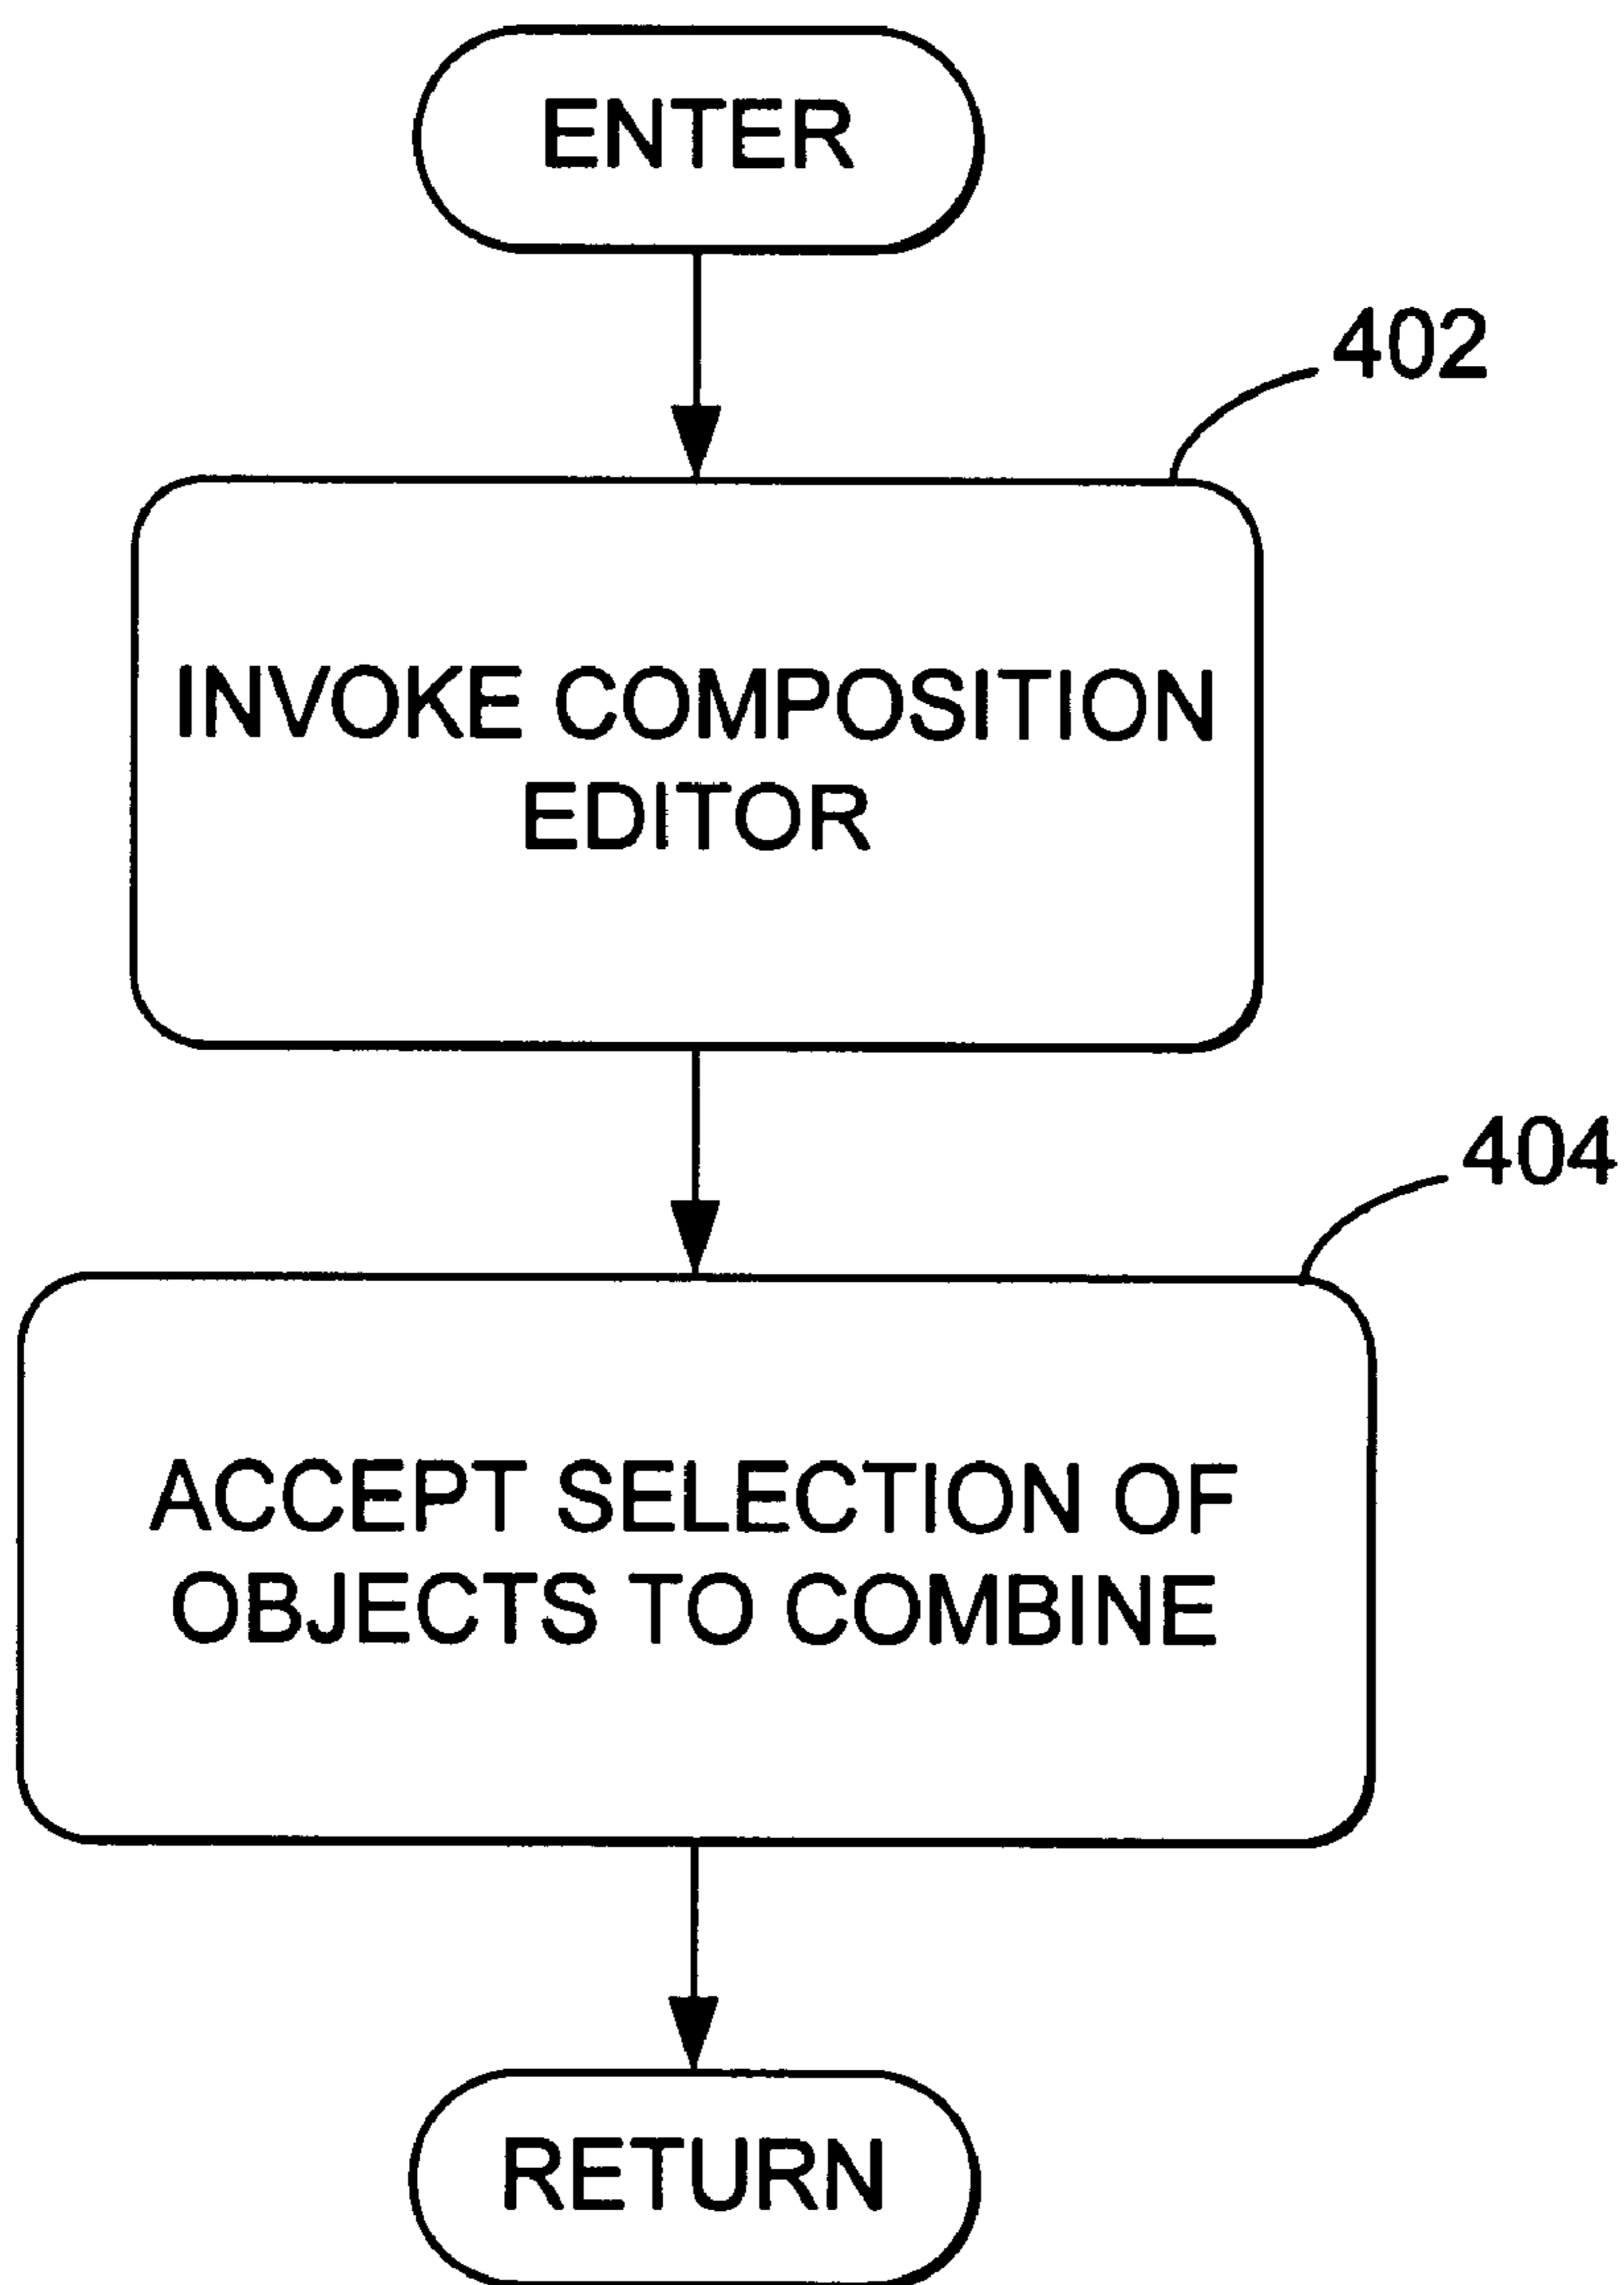 ENTER
402
INVOKE COMPOSITION
EDITOR
404
ACCEPT SELECTION OF
OBJECTS TO COMBINE
RETURN